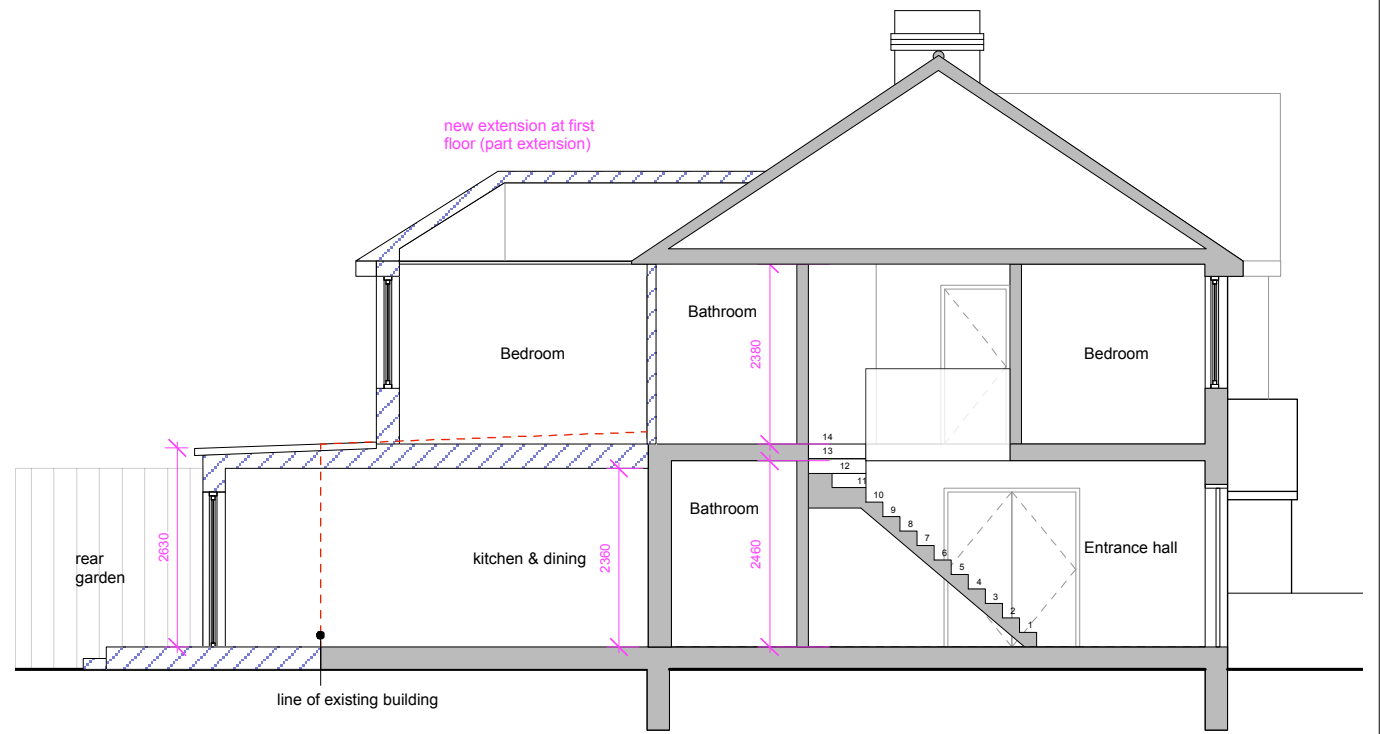 new extension at first
floor (part extension)
Bathroom
2380
Bedroom
Bedroom
14
13
12
11
10
9
8
7
6
5
4
3
2
1
Bathroom
2460
Entrance hall
kitchen & dining
2360
2630
rear
garden
line of existing building